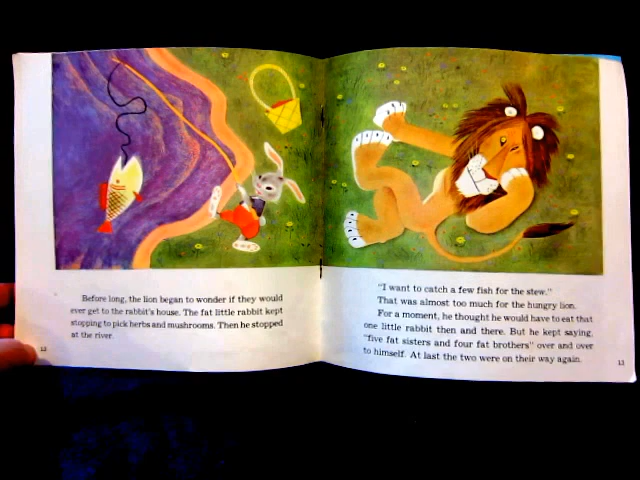 Before long, the lion began to wonder if they would
ever get to the rabbit's house. The fat little rabbit kept
stopping to pick herbs and mushrooms. Then he stopped
at the river.
12
"I want to catch a few fish for the stew."
That was almost too much for the hungry lion.
For a moment, he thought he would have to eat that
one little rabbit then and there. But he kept saying,
"five fat sisters and four fat brothers" over and over
to himself. At last the two were on their way again.
13